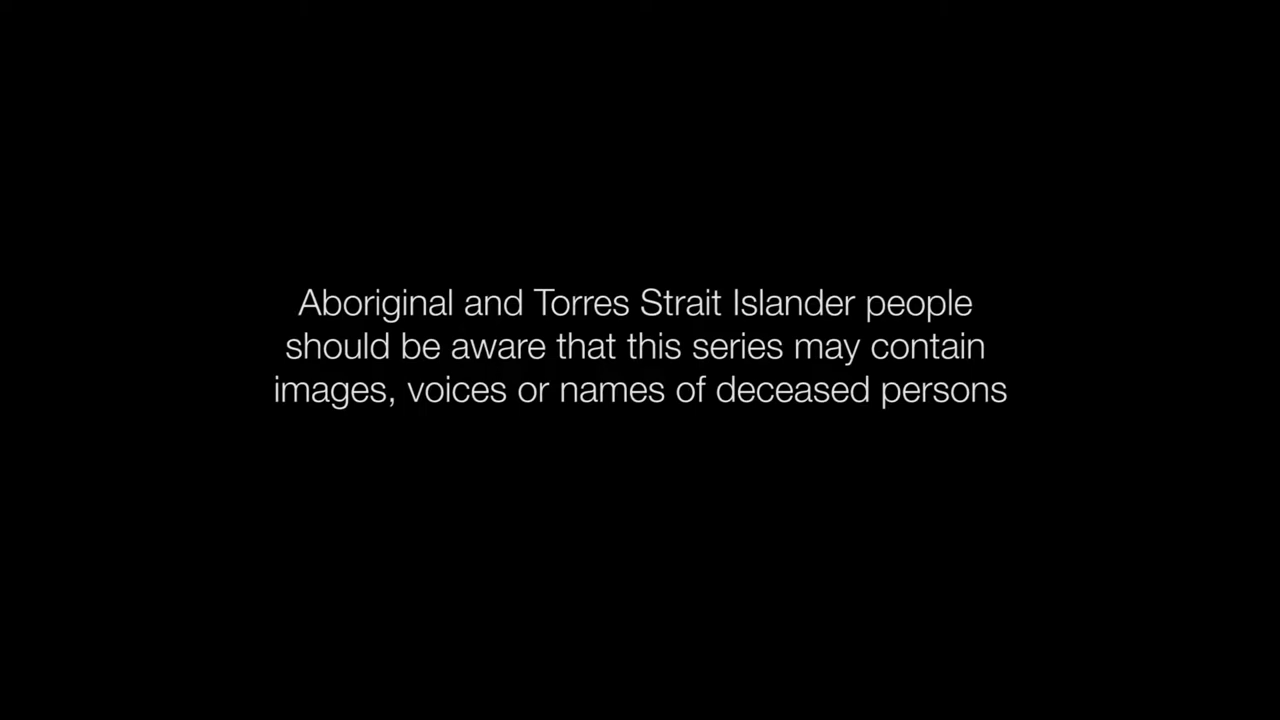 Aboriginal and Torres Strait Islander people
should be aware that this series may contain
images, voices or names of deceased persons